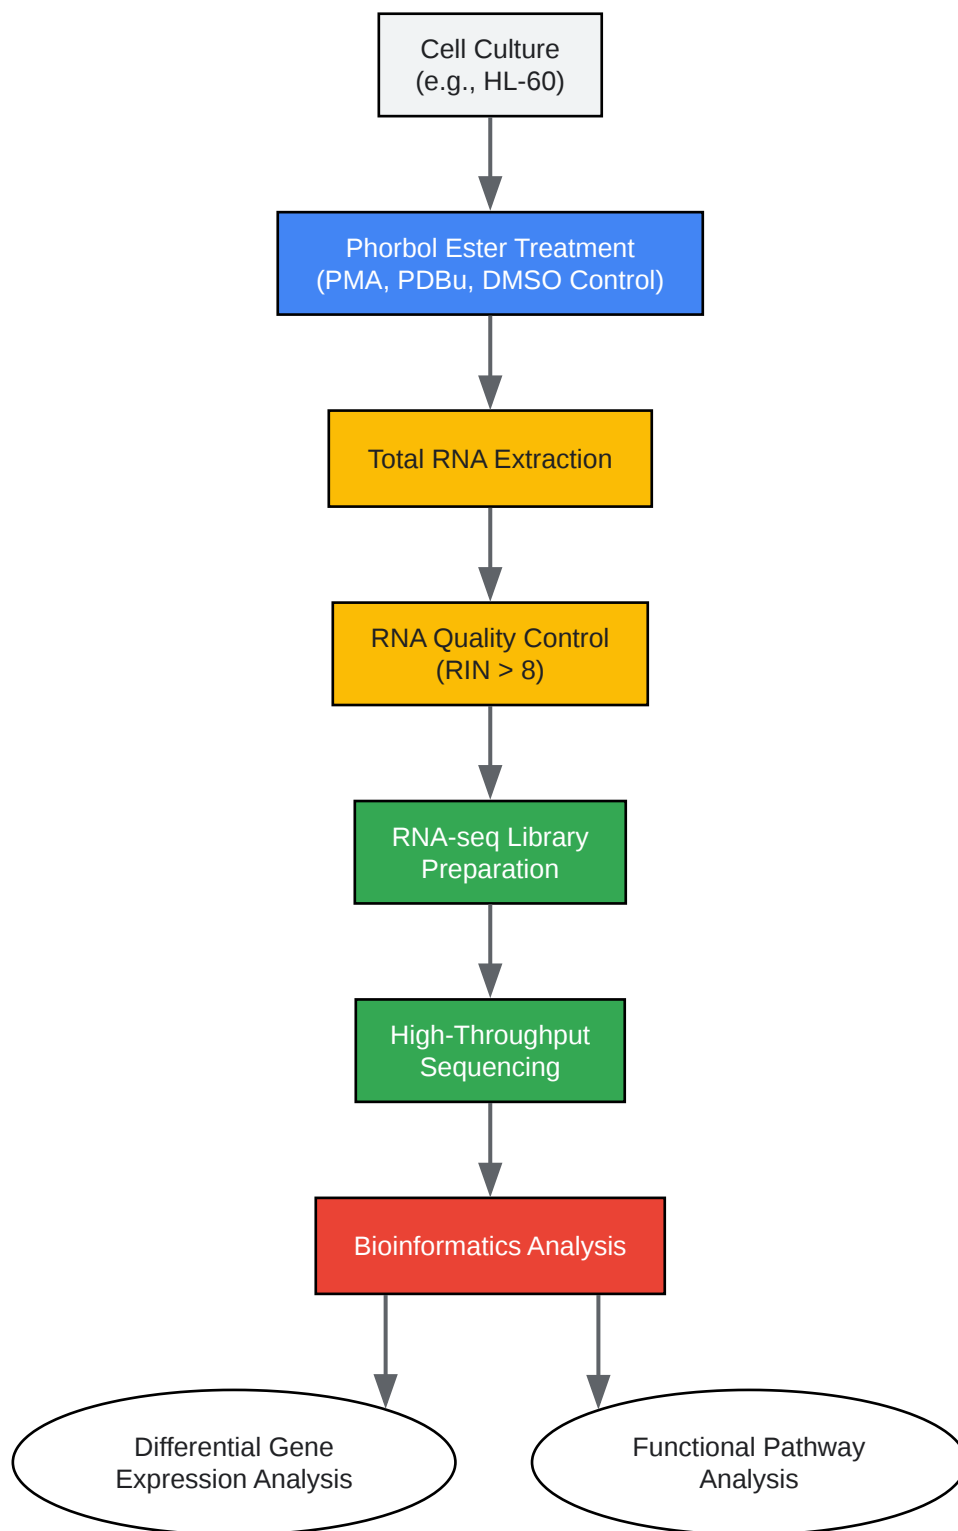 Cell Culture
(e.g., HL-60)
Phorbol Ester Treatment
(PMA, PDBu, DMSO Control)
Total RNA Extraction
RNA Quality Control
(RIN > 8)
RNA-seq Library
Preparation
High-Throughput
Sequencing
Bioinformatics Analysis
Differential Gene
Expression Analysis
Functional Pathway
Analysis